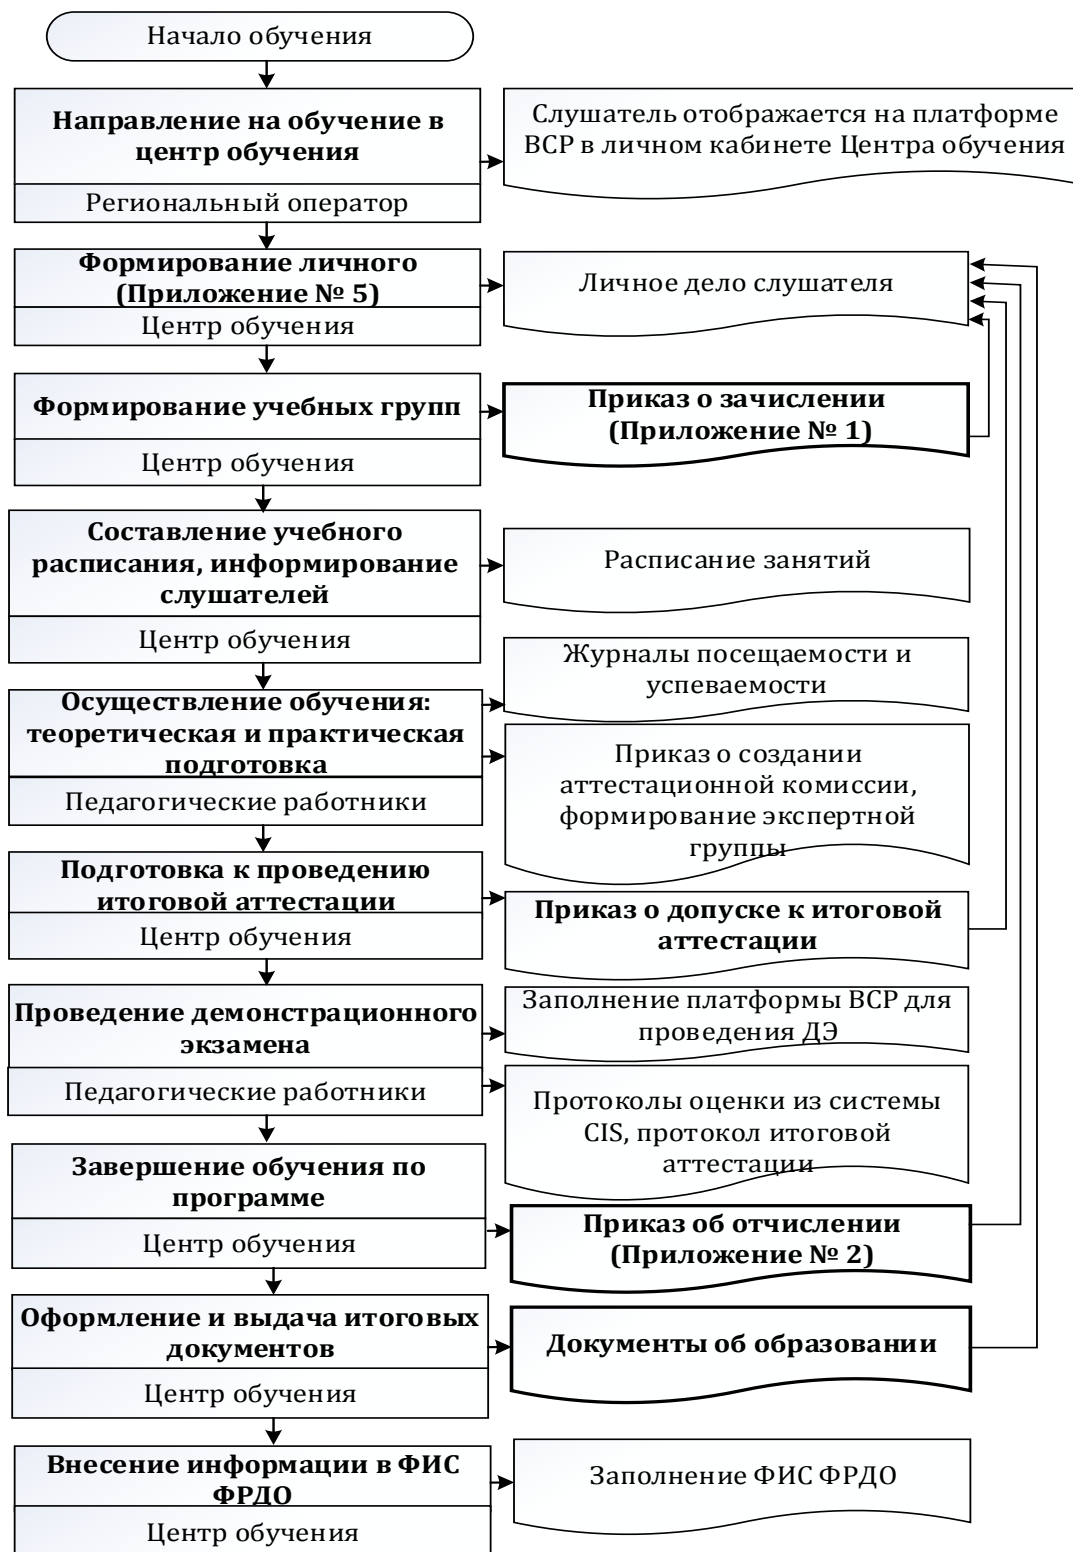 Начало обучения
Направление на обучение в
центр обучения
Региональный оператор
Слушатель отображается на платформе
ВСР в личном кабинете Центра обучения
Формирование личного
(Приложение № 5)
Центр обучения
Личное дело слушателя
Формирование учебных групп
Центр обучения
Приказ о зачислении
(Приложение № 1)
Составление учебного
расписания, информирование
слушателей
Центр обучения
Расписание занятий
Осуществление обучения:
теоретическая и практическая
подготовка
Педагогические работники
Журналы посещаемости и
успеваемости
Приказ о создании
аттестационной комиссии,
формирование экспертной
группы
Подготовка к проведению
итоговой аттестации
Центр обучения
Приказ о допуске к итоговой
аттестации
Проведение демонстрационного
экзамена
Педагогические работники
Заполнение платформы ВСР для
проведения ДЭ
Протоколы оценки из системы
CIS, протокол итоговой
аттестации
Завершение обучения по
программе
Центр обучения
Приказ об отчислении
(Приложение № 2)
Оформление и выдача итоговых
документов
Центр обучения
Документы об образовании
Внесение информации в ФИС
ФРДО
Центр обучения
Заполнение ФИС ФРДО